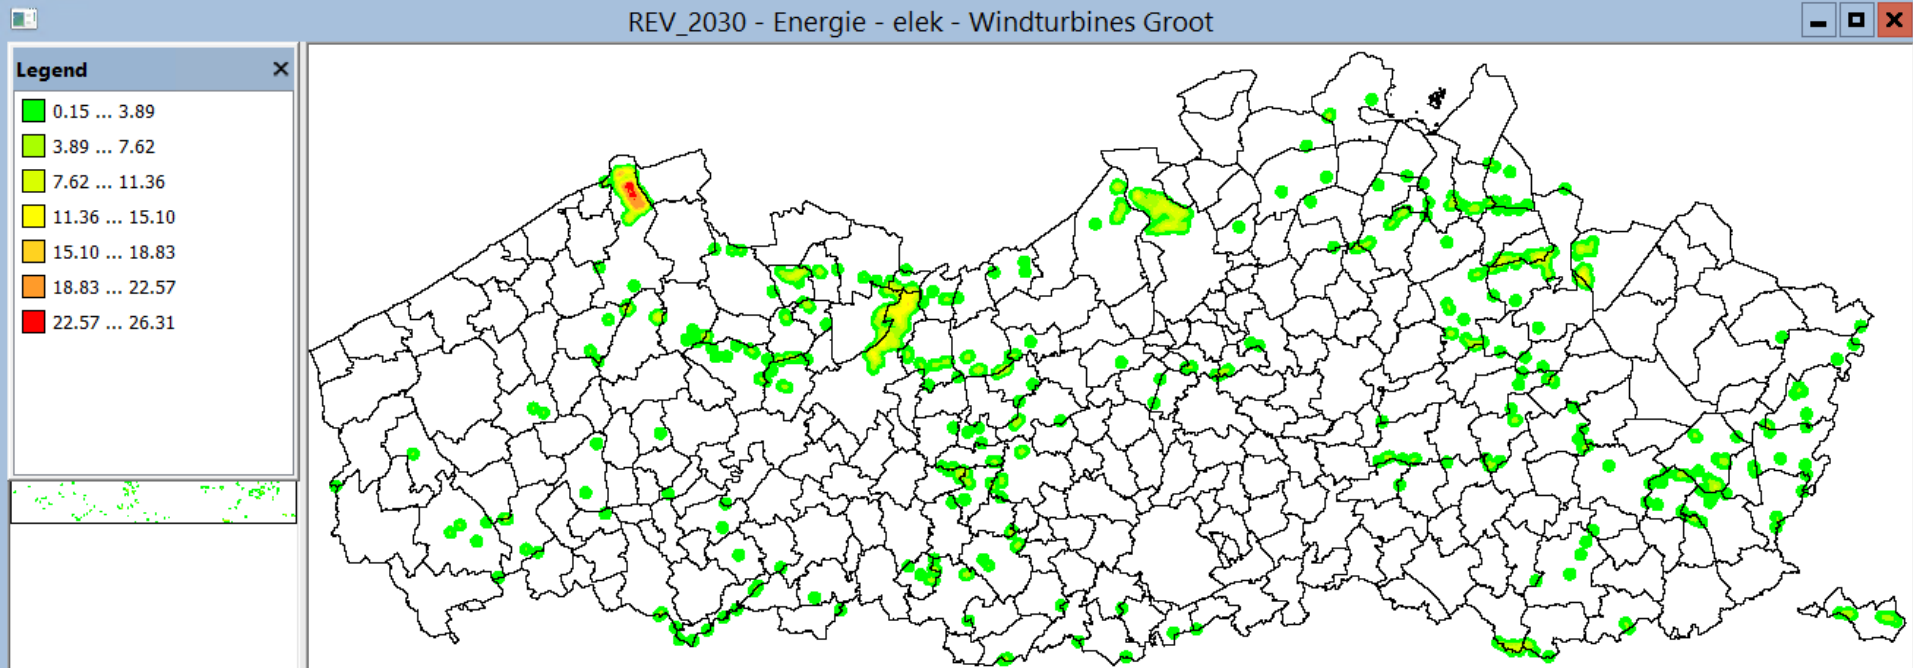 REV_2030 - Energie - elek - Windturbines Groot
Legend
0.15 ... 3.89
3.89 ... 7.62
7.62 ... 11.36
11.36 ... 15.10
15.10 ... 18.83
18.83 ... 22.57
22.57 ... 26.31